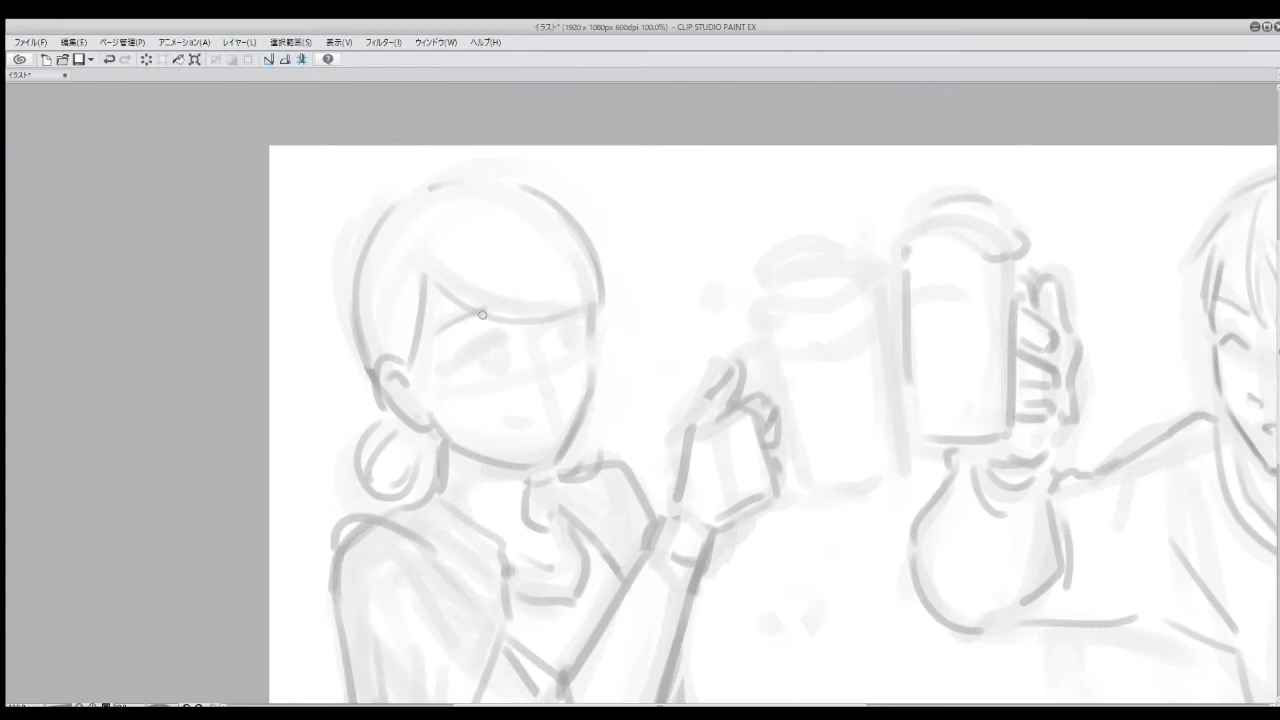 イラスト* (1920 x 1080px 600dpi 100.0%) - CLIP STUDIO PAINT EX
ファイル(F) 編集(E) ページ管理(P) アニメーション(A) レイヤー(L) 選択範囲(S) 表示(V) フィルター(I) ウィンドウ(W) ヘルプ(H)
イラスト*